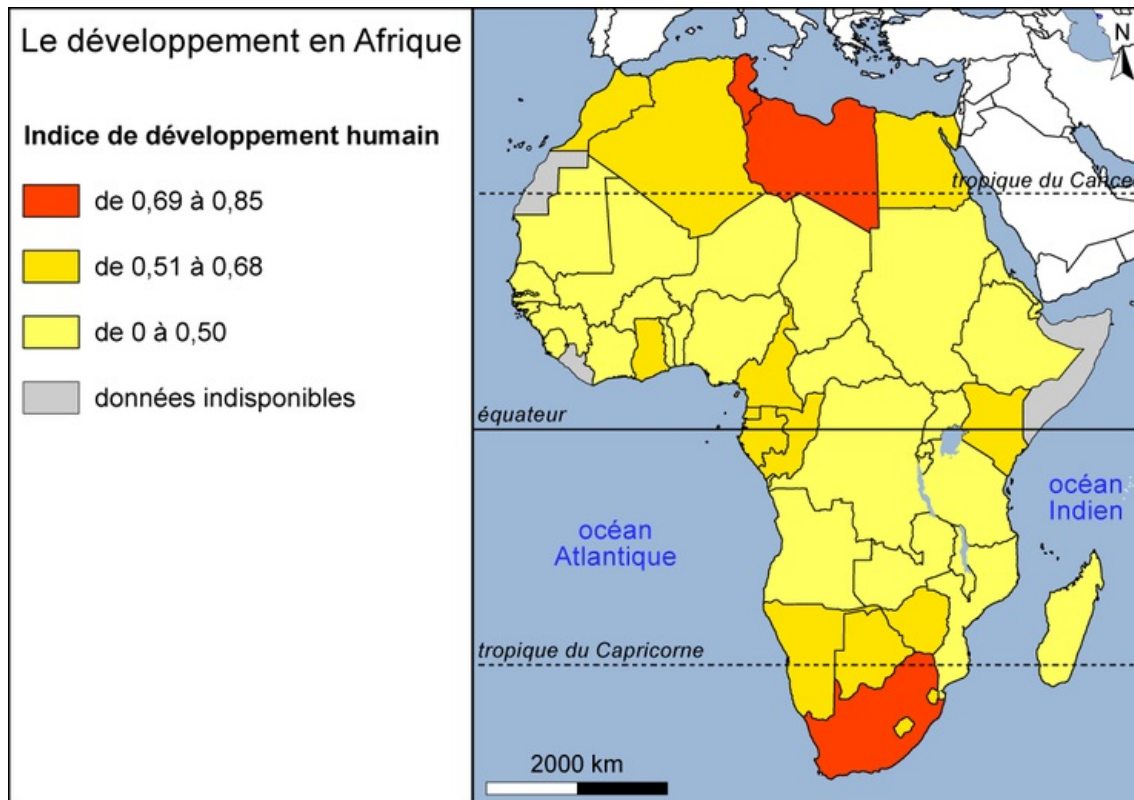 Le développement en Afrique
Indice de développement humain
de 0,69 à 0,85
de 0,51 à 0,68
de 0 à 0,50
données indisponibles
N
tropique du Cance
équateur
océan
Indien
océan
Atlantique
tropique du Capricorne
2000 km